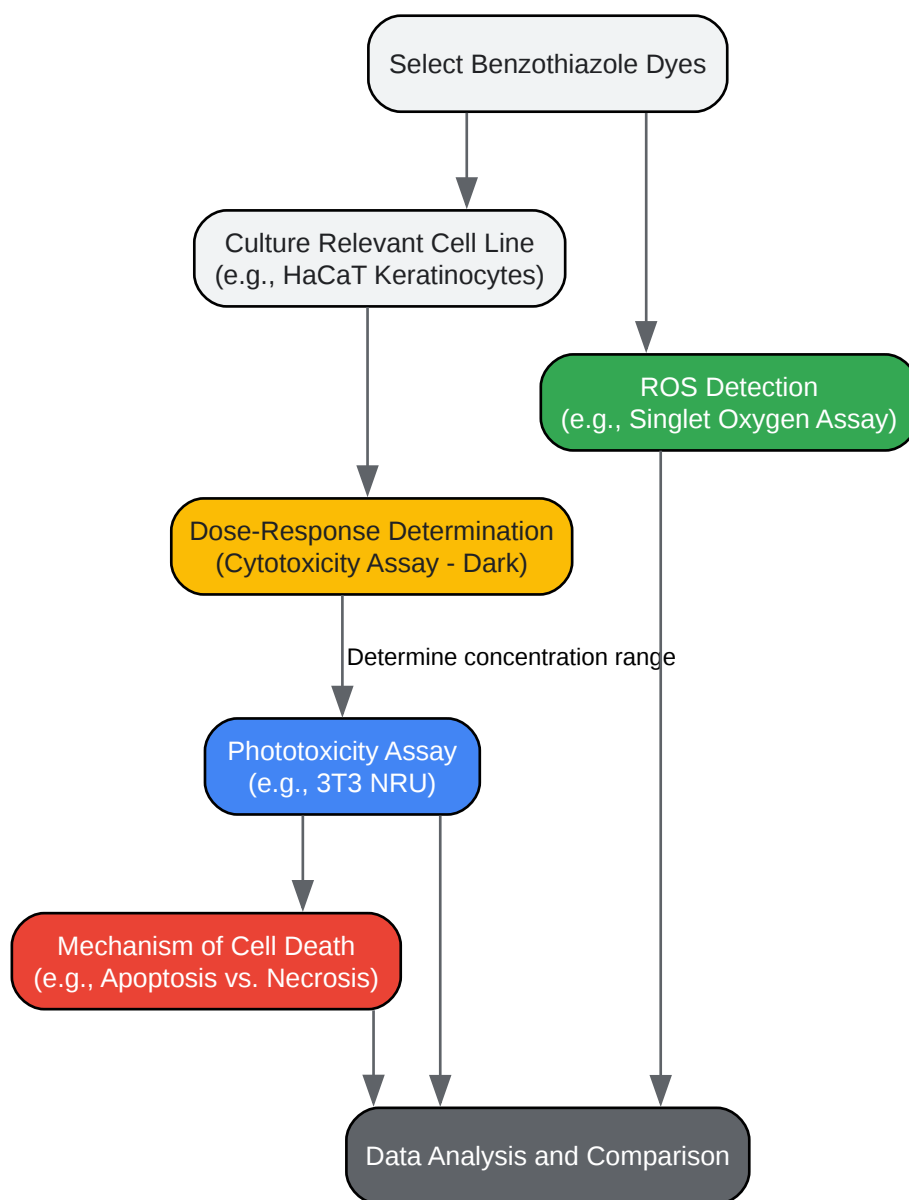 Select Benzothiazole Dyes
Culture Relevant Cell Line
(e.g., HaCaT Keratinocytes)
ROS Detection
(e.g., Singlet Oxygen Assay)
Dose-Response Determination
(Cytotoxicity Assay - Dark)
Determine concentration range
Phototoxicity Assay
(e.g., 3T3 NRU)
Mechanism of Cell Death
(e.g., Apoptosis vs. Necrosis)
Data Analysis and Comparison